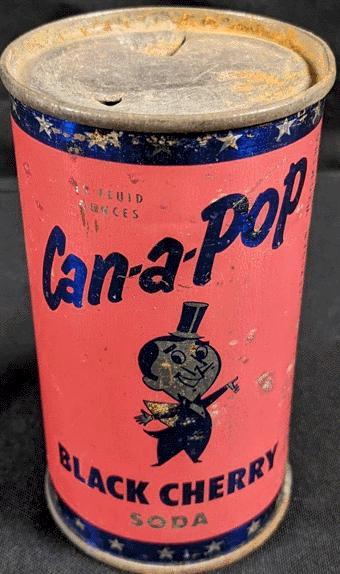 FLUID
OUNCES
Can-a-Pop
BLACK CHERRY
SODA